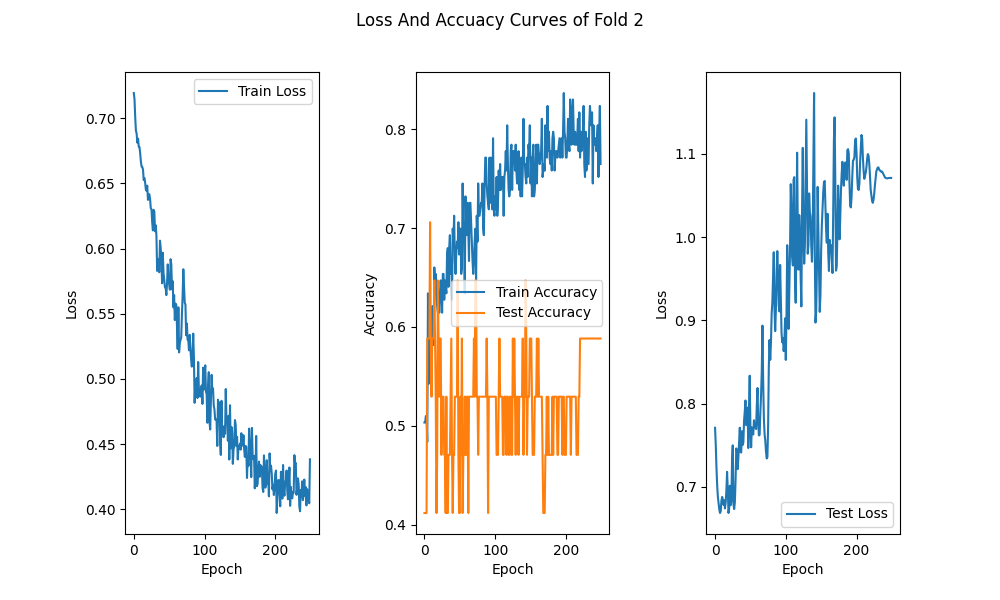 Loss And Accuacy Curves of Fold 2
Train Loss
0.70
0.65
0.60
0.55
0.50
0.45
0.40
Loss
0
100
200
Epoch
0.8
0.7
0.6
0.5
0.4
Accuracy
Train Accuracy
Test Accuracy
0
100
200
Epoch
1.1
1.0
0.9
0.8
0.7
Loss
Test Loss
0
100
200
Epoch